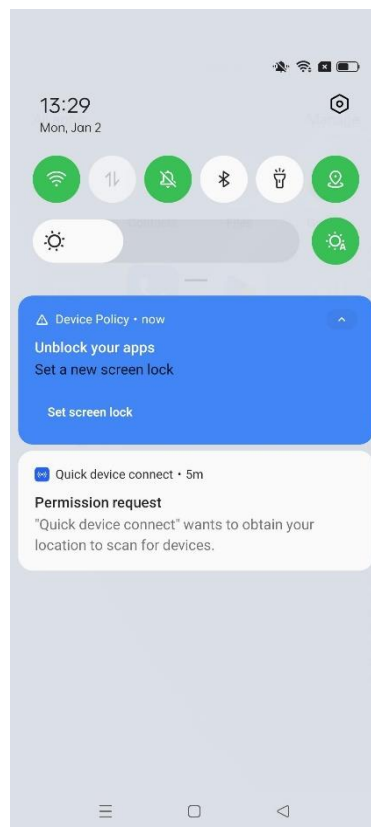 13:29
Mon, Jan 2
Device Policy • now
Unblock your apps
Set a new screen lock
Set screen lock
Quick device connect • 5m
Permission request
"Quick device connect" wants to obtain your
location to scan for devices.